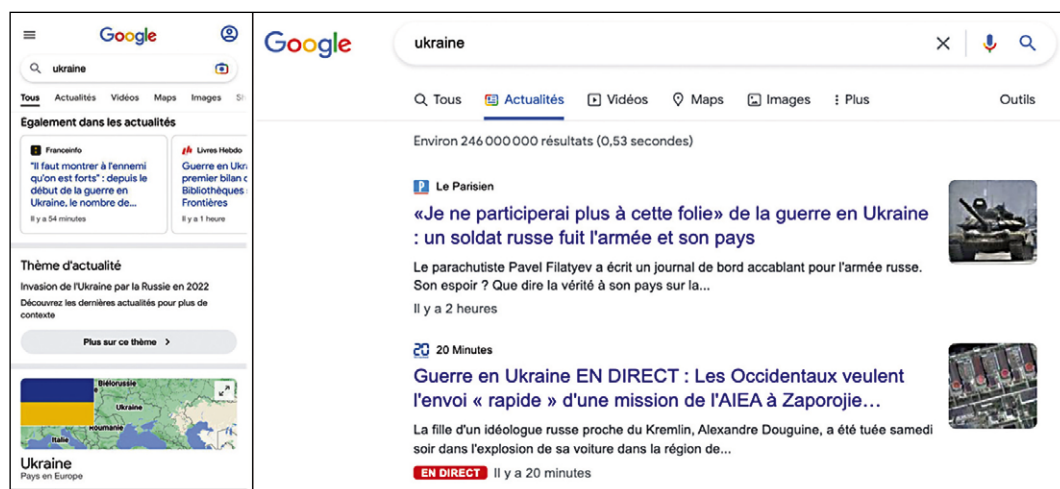 Google
ukraine
Tous Actualités Vidéos Maps Images
Egalement dans les actualités
Franceinfo
"Il faut montrer à l'ennemi
qu'on est forts" : depuis le
début de la guerre en
Ukraine, le nombre de...
Il y a 54 minutes
Livres Hebdo
Guerre en Ukr
premier bilan
Bibliothèques
Frontières
Il y a 1 heure
Thème d'actualité
Invasion de l'Ukraine par la Russie en 2022
Découvrez les dernières actualités pour plus de
contexte
Plus sur ce thème >
Biélorussie
Ukraine
Roumanie
Italie
Ukraine
Pays en Europe
Google
ukraine
Tous Actualités Vidéos Maps Images Plus Outils
Environ 246 000 000 résultats (0,53 secondes)
Le Parisien
«Je ne participerai plus à cette folie» de la guerre en Ukraine
: un soldat russe fuit l'armée et son pays
Le parachutiste Pavel Filatyev a écrit un journal de bord accablant pour l'armée russe.
Son espoir ? Que dire la vérité à son pays sur la...
Il y a 2 heures
20 Minutes
Guerre en Ukraine EN DIRECT : Les Occidentaux veulent
l'envoi « rapide » d'une mission de l'AIEA à Zaporojie...
La fille d'un idéologue russe proche du Kremlin, Alexandre Douguine, a été tuée samedi
soir dans l'explosion de sa voiture dans la région de...
EN DIRECT Il y a 20 minutes